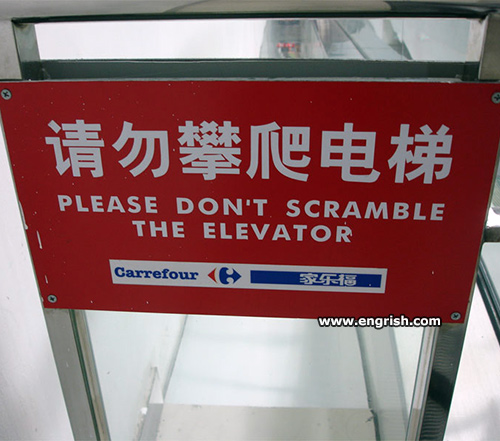 请勿攀爬电梯
PLEASE DON'T SCRAMBLE
THE ELEVATOR
Carrefour 家乐福
www.engrish.com